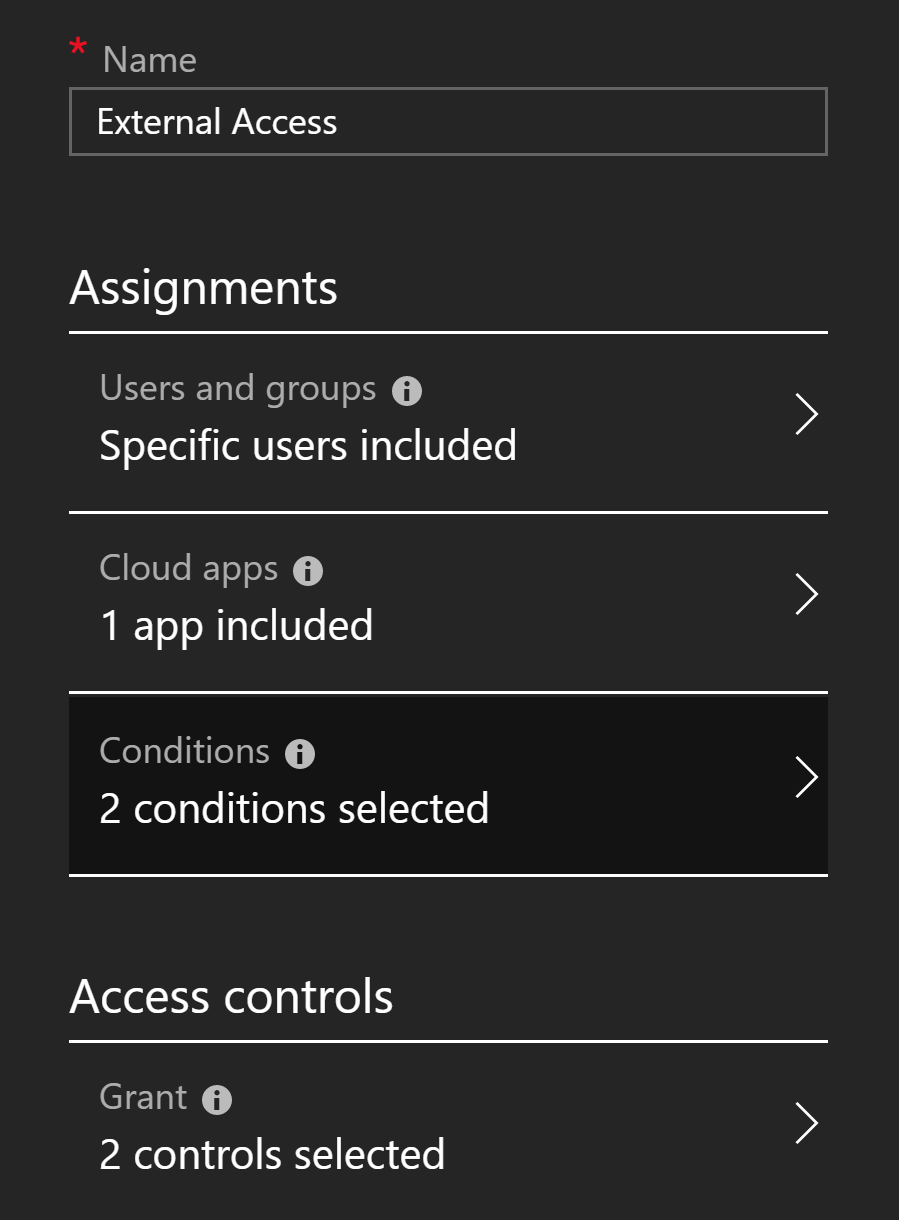 * Name
External Access
Assignments
Users and groups
Specific users included
Cloud apps
1 app included
Conditions
2 conditions selected
Access controls
Grant
2 controls selected